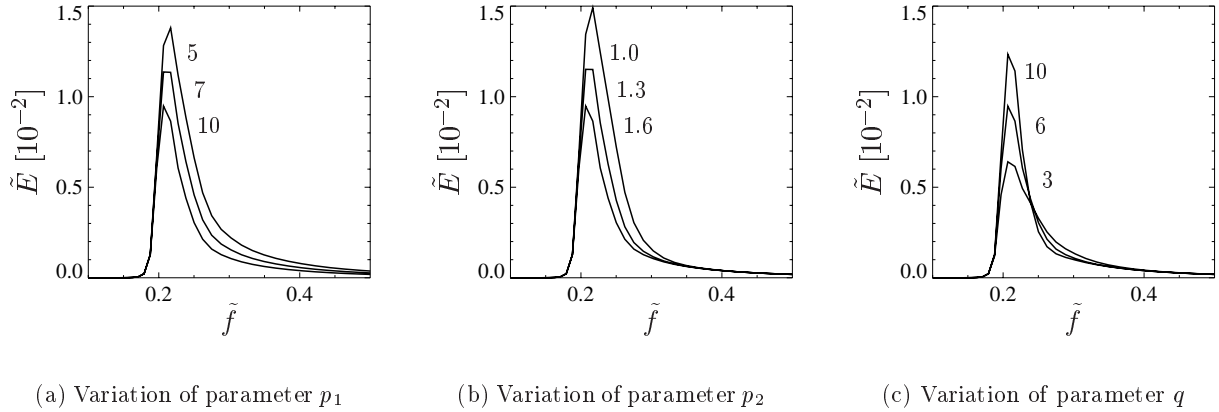 1.5
1.0
0.5
0.0
0.2 0.4
Ẽ [10⁻²]
f̃
5
7
10
(a) Variation of parameter p₁
1.5
1.0
0.5
0.0
0.2 0.4
Ẽ [10⁻²]
f̃
1.0
1.3
1.6
(b) Variation of parameter p₂
1.5
1.0
0.5
0.0
0.2 0.4
Ẽ [10⁻²]
f̃
10
6
3
(c) Variation of parameter q